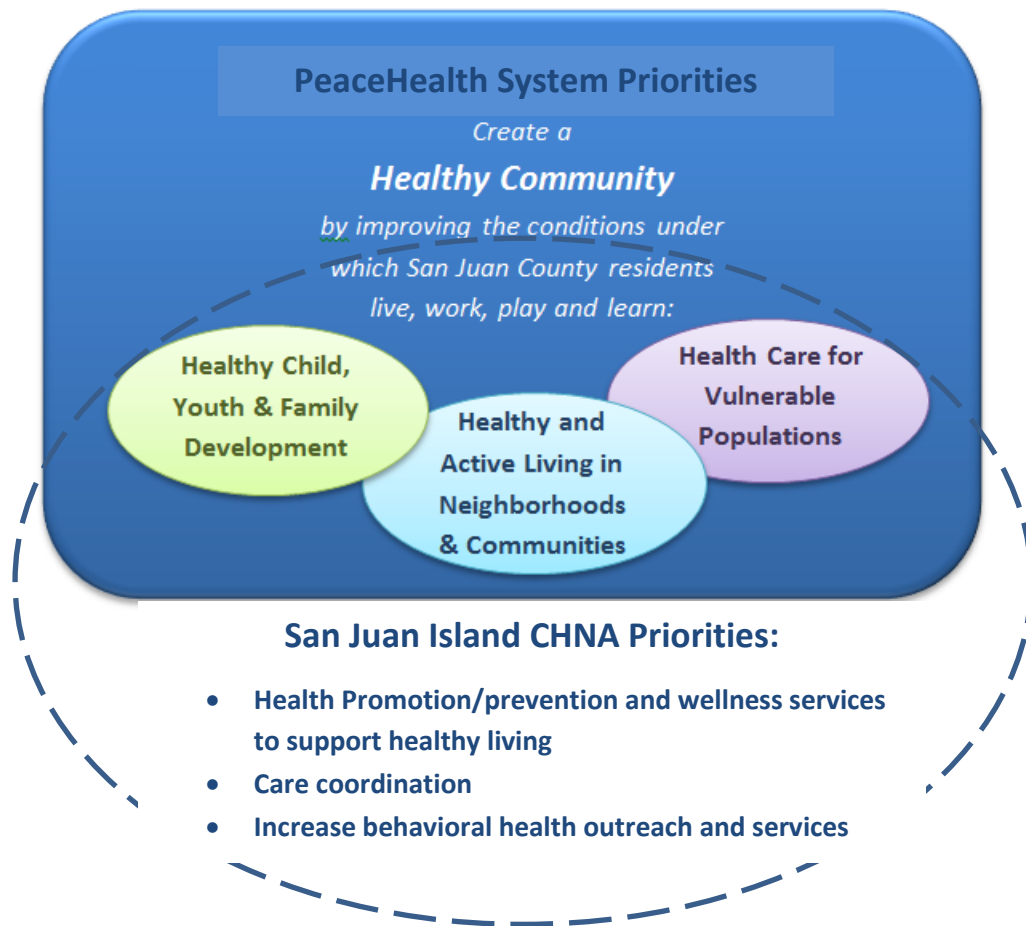 PeaceHealth System Priorities
Create a
Healthy Community
by improving the conditions under
which San Juan County residents
live, work, play and learn:
Healthy Child,
Youth & Family
Development
Healthy and
Active Living in
Neighborhoods
& Communities
Health Care for
Vulnerable
Populations
San Juan Island CHNA Priorities:
• Health Promotion/prevention and wellness services
to support healthy living
• Care coordination
• Increase behavioral health outreach and services